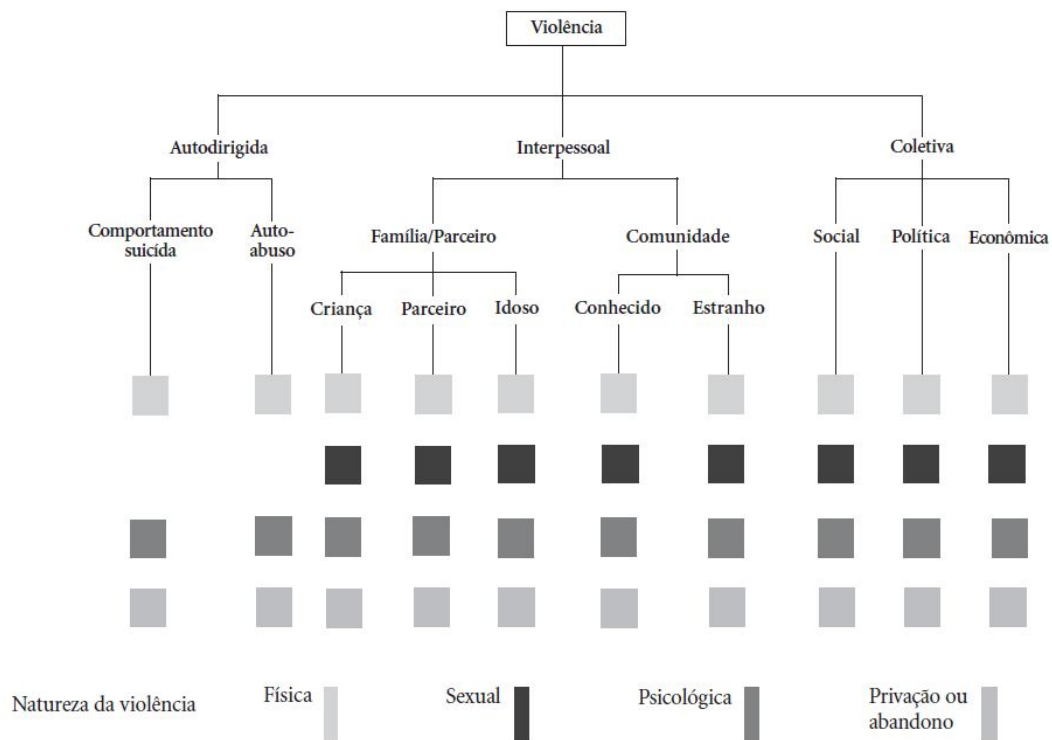 Violência
Autodirigida
Interpessoal
Coletiva
Comportamento
suicída
Auto-
abuso
Família/Parceiro
Comunidade
Social
Política
Econômica
Criança
Parceiro
Idoso
Conhecido
Estranho
Natureza da violência
Física
Sexual
Psicológica
Privação ou
abandono